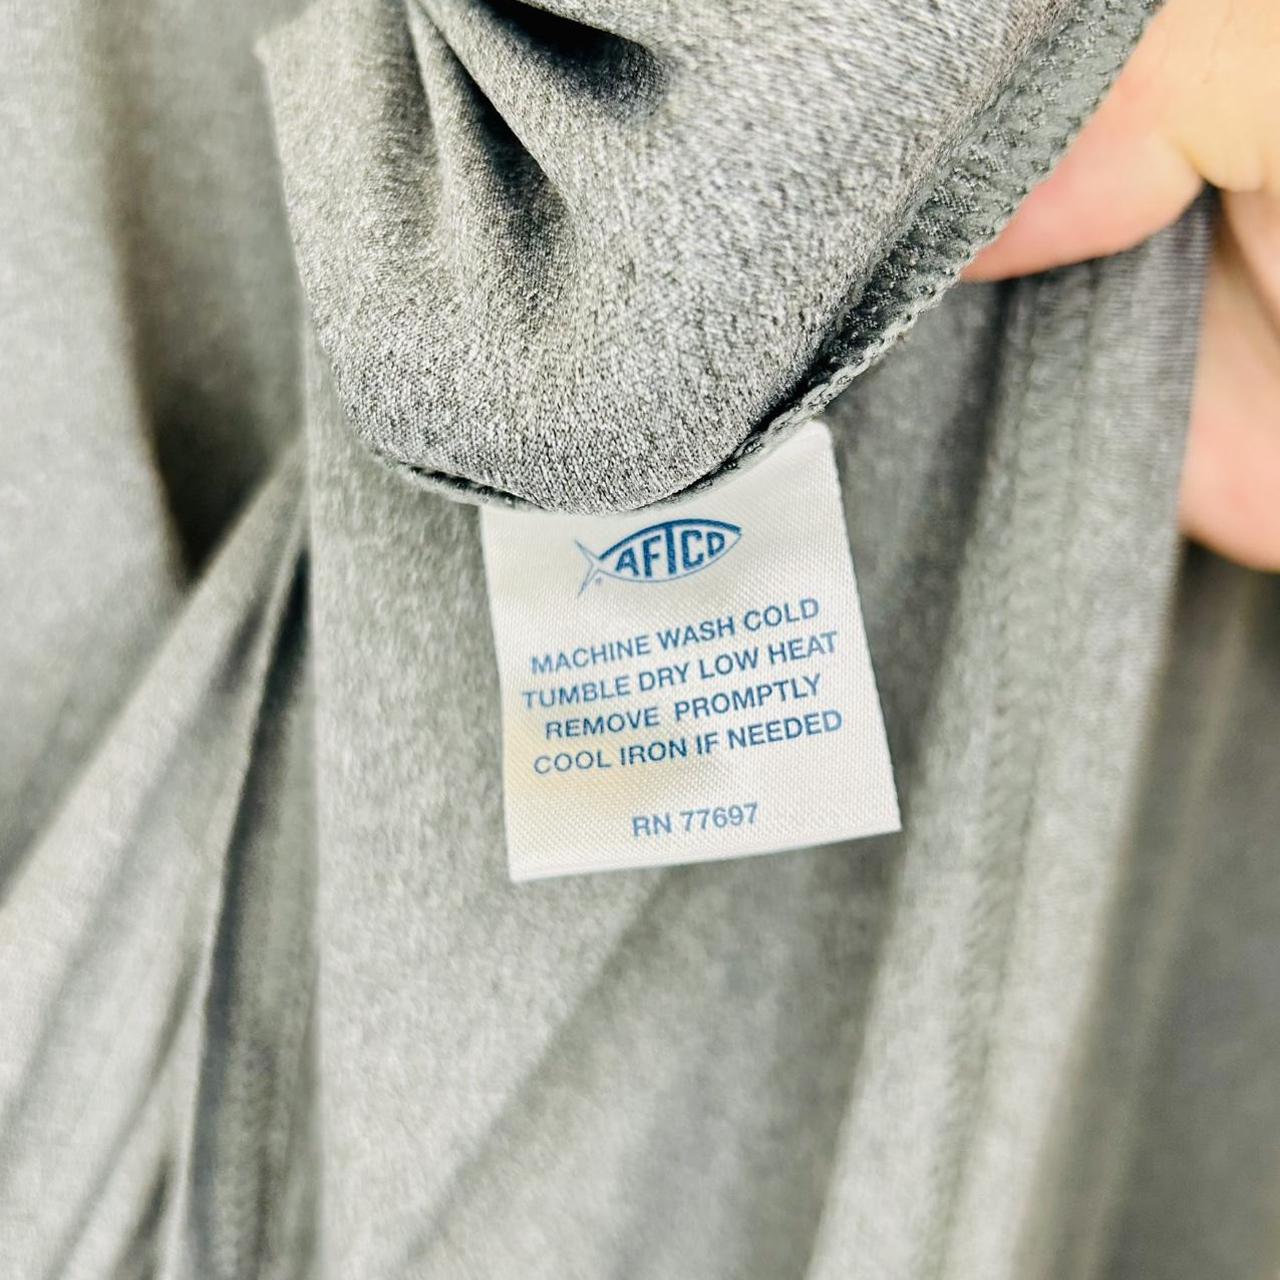 AFTCO
MACHINE WASH COLD
TUMBLE DRY LOW HEAT
REMOVE PROMPTLY
COOL IRON IF NEEDED
RN 77697